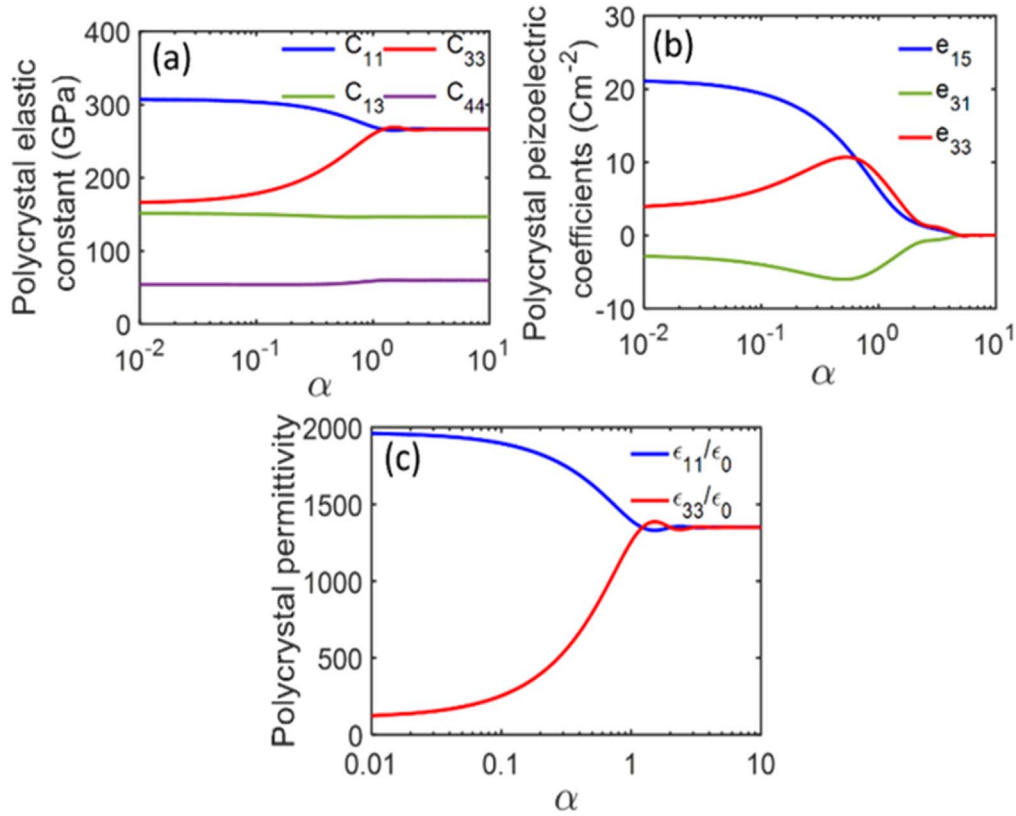 (a)
C11 C33
C13 C44
400
300
200
100
0
Polycrystal elastic
constant (GPa)
10-2 10-1 100 101
α
(b)
e15
e31
e33
30
20
10
0
-10
Polycrystal peizoelectric
coefficients (Cm-2)
10-2 10-1 100 101
α
(c)
ϵ11/ϵ0
ϵ33/ϵ0
2000
1500
1000
500
0
Polycrystal permittivity
0.01 0.1 1 10
α